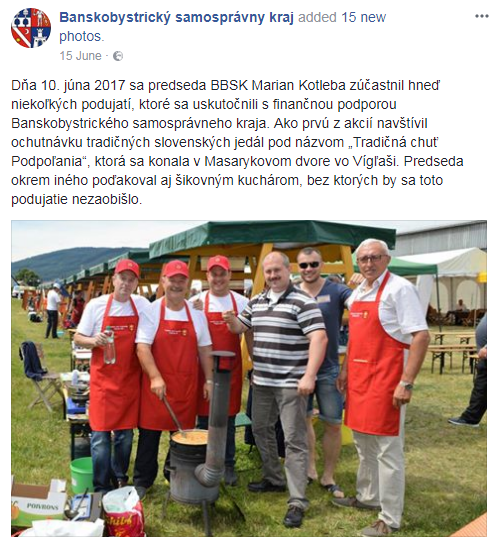 Banskobystrický samosprávny kraj added 15 new
photos.
15 June ·
Dňa 10. júna 2017 sa predseda BBSK Marian Kotleba zúčastnil hneď
niekoľkých podujatí, ktoré sa uskutočnili s finančnou podporou
Banskobystrického samosprávneho kraja. Ako prvú z akcií navštívil
ochutnávku tradičných slovenských jedál pod názvom „Tradičná chuť
Podpoľania“, ktorá sa konala v Masarykovom dvore vo Vígľaši. Predseda
okrem iného poďakoval aj šikovným kuchárom, bez ktorých by sa toto
podujatie nezaobišlo.